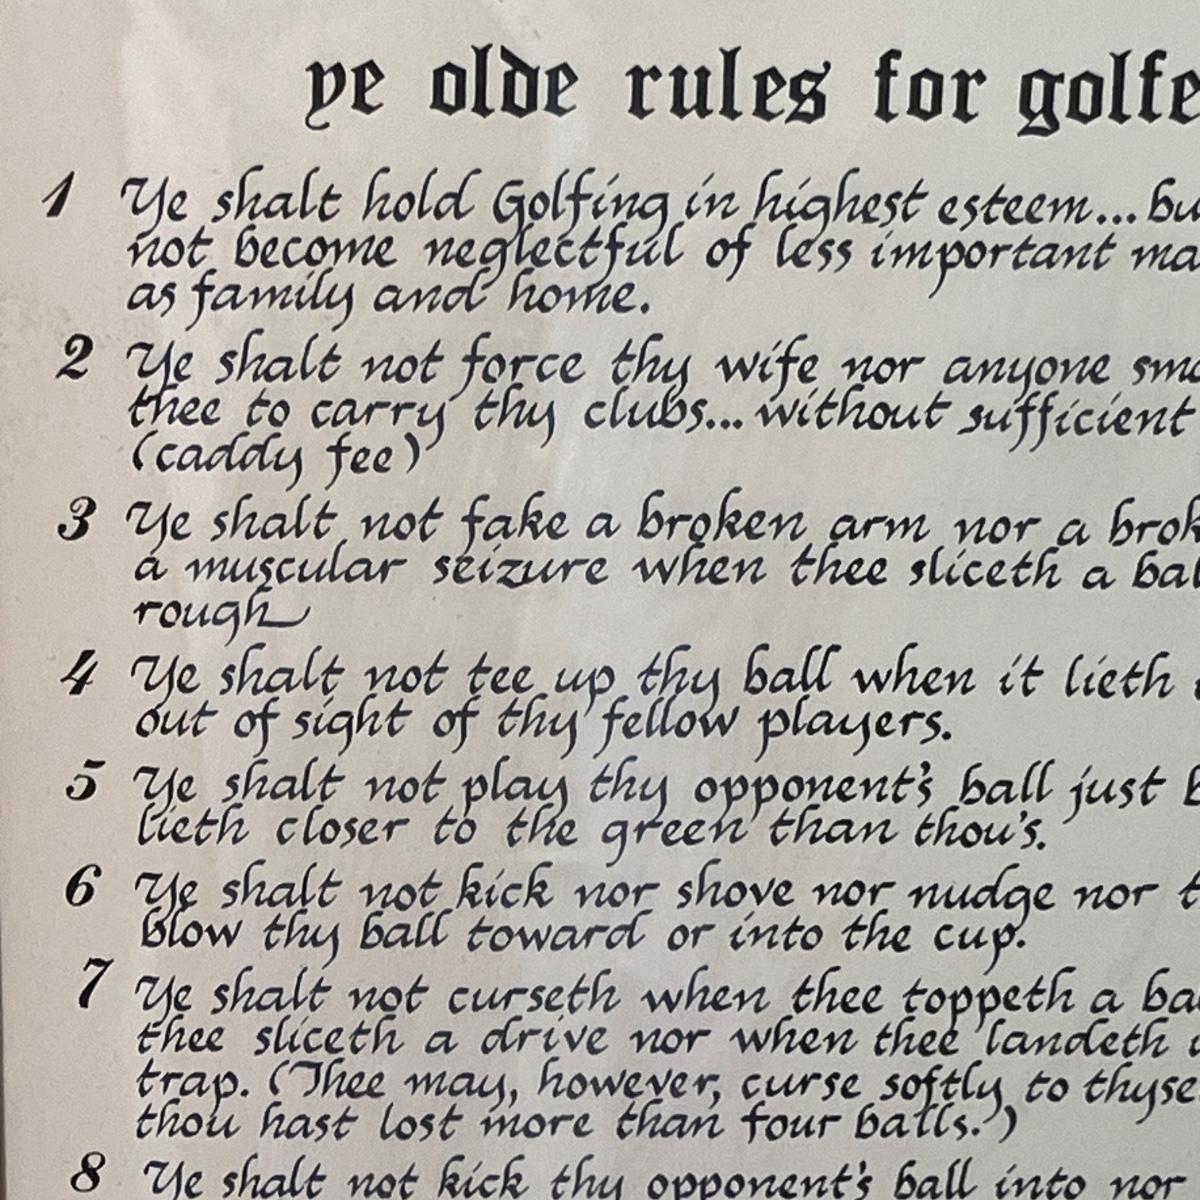 ye olde rules for golfe
1 Ye shalt hold Golfing in highest esteem... bu
not become neglectful of less important ma
as family and home.
2 Ye shalt not force thy wife nor anyone sma
thee to carry thy clubs... without sufficient
(caddy fee)
3 Ye shalt not fake a broken arm nor a brok
a muscular seizure when thee sliceth a bal
rough
4 Ye shalt not tee up thy ball when it lieth
out of sight of thy fellow players.
5 Ye shalt not play thy opponent's ball just b
lieth closer to the green than thou's.
6 Ye shalt not kick nor shove nor nudge nor t
blow thy ball toward or into the cup.
7 Ye shalt not curseth when thee toppeth a ba
thee sliceth a drive nor when thee landeth
trap. (Thee may, however, curse softly to thyse
thou hast lost more than four balls.)
8 Ye shalt not kick thy opponent's ball into nor